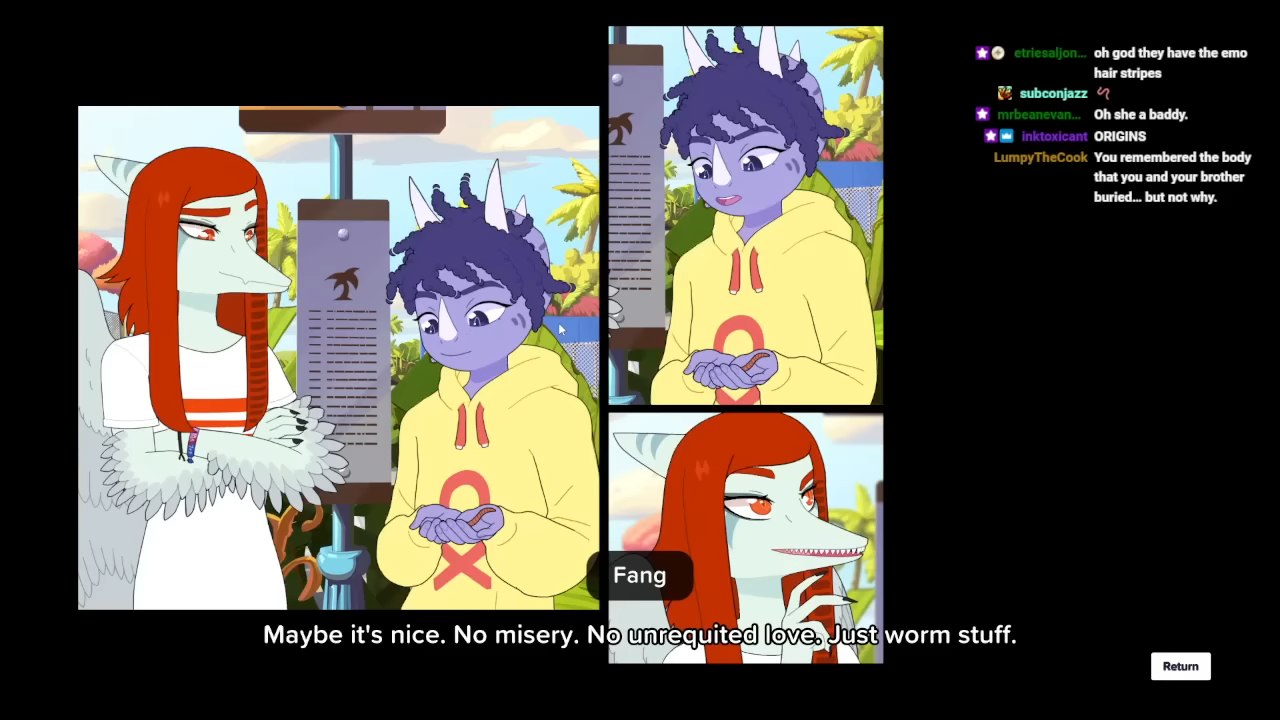 etriesaljon... oh god they have the emo
hair stripes
subconjazz
mrbeanevan... Oh she a baddy.
inktoxicant ORIGINS
LumpyTheCook You remembered the body
that you and your brother
buried... but not why.
Fang
Maybe it's nice. No misery. No unrequited love. Just worm stuff.
Return